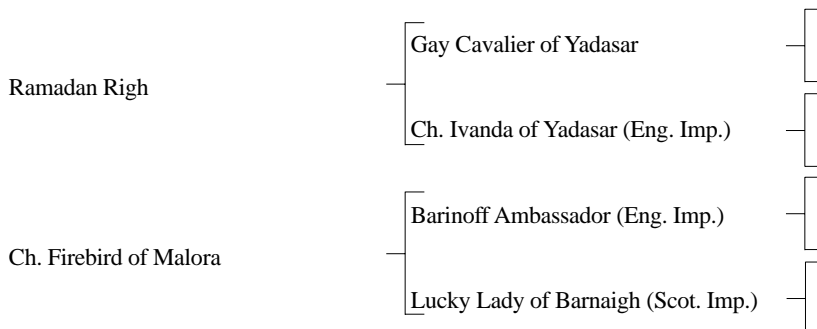 Gay Cavalier of Yadasar
Ramadan Righ
Ch. Ivanda of Yadasar (Eng. Imp.)
Barinoff Ambassador (Eng. Imp.)
Ch. Firebird of Malora
Lucky Lady of Barnaigh (Scot. Imp.)